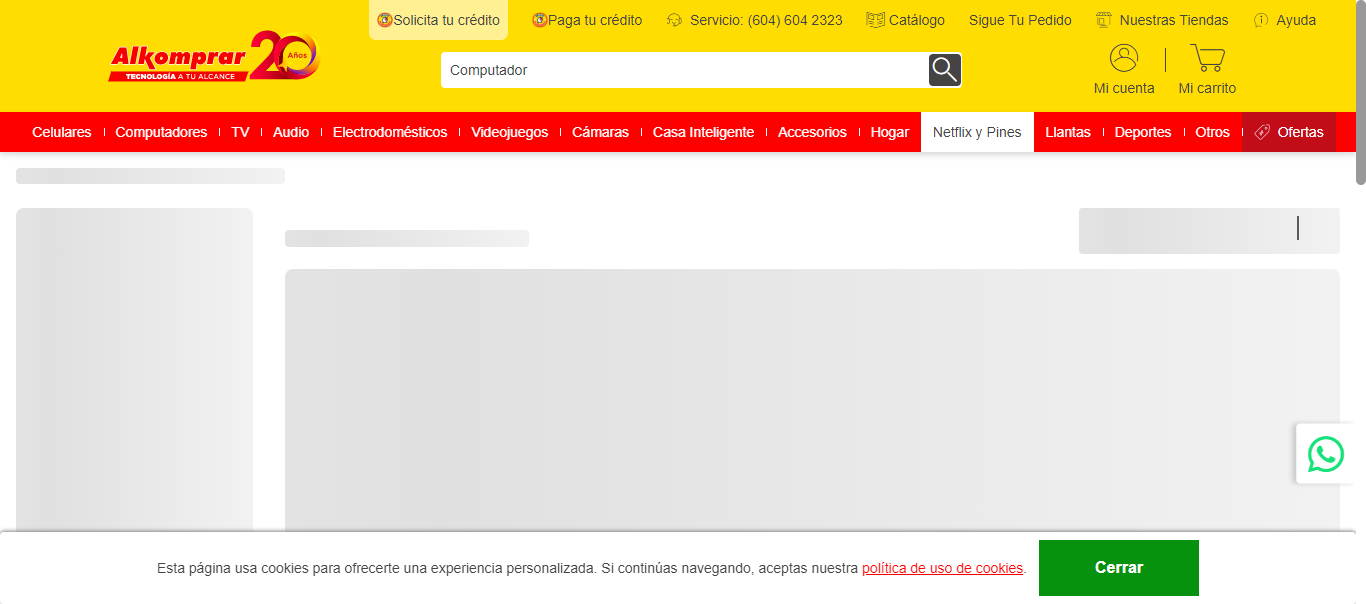 Solicita tu crédito Paga tu crédito Servicio: (604) 604 2323 Catálogo Sigue Tu Pedido Nuestras Tiendas Ayuda
Alkomprar 20 Años
TECNOLOGÍA A TU ALCANCE
Computador
Mi cuenta Mi carrito
Celulares Computadores TV Audio Electrodomésticos Videojuegos Cámaras Casa Inteligente Accesorios Hogar Netflix y Pines Llantas Deportes Otros Ofertas
Esta página usa cookies para ofrecerte una experiencia personalizada. Si continúas navegando, aceptas nuestra política de uso de cookies. Cerrar